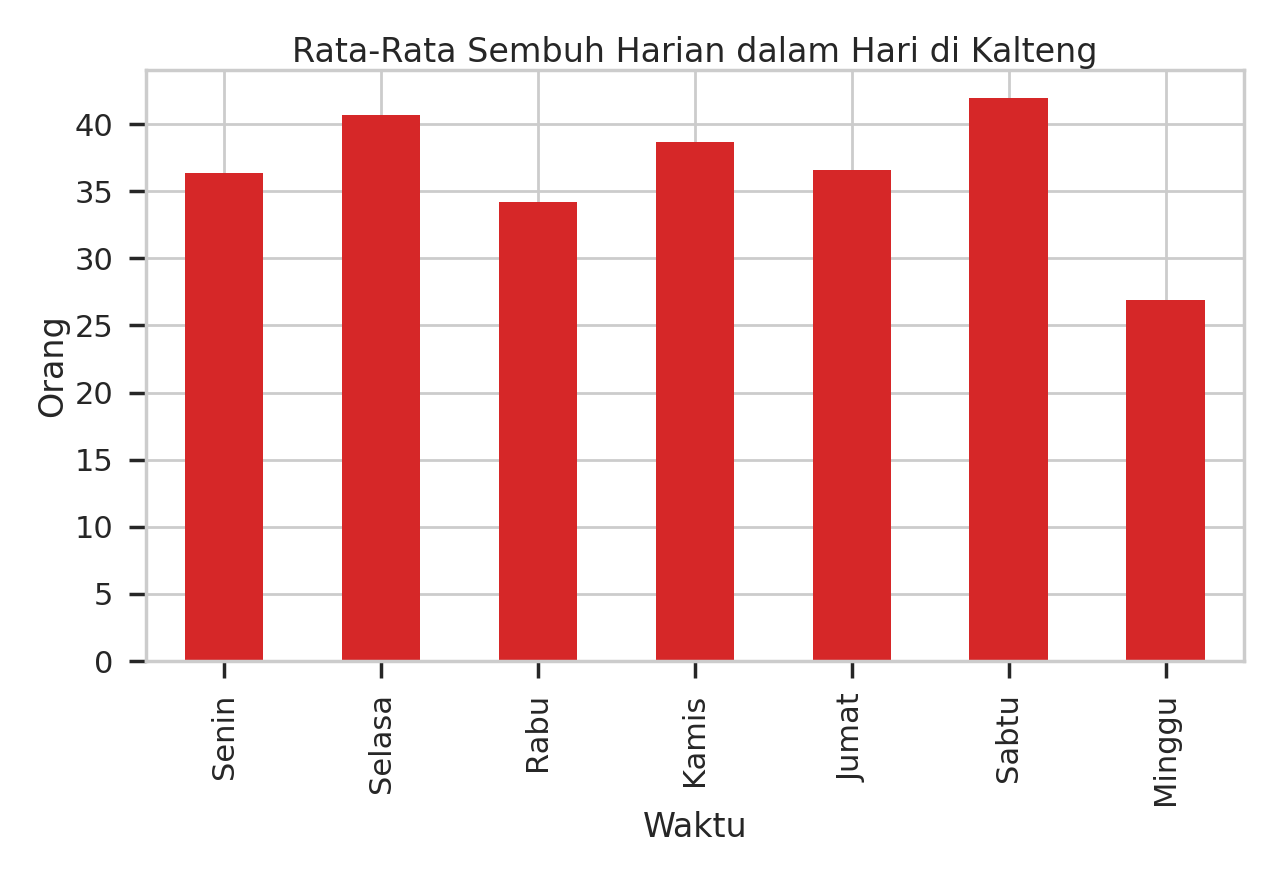 Rata-Rata Sembuh Harian dalam Hari di Kalteng
Orang
40
35
30
25
20
15
10
5
0
Senin
Selasa
Rabu
Kamis
Jumat
Sabtu
Minggu
Waktu